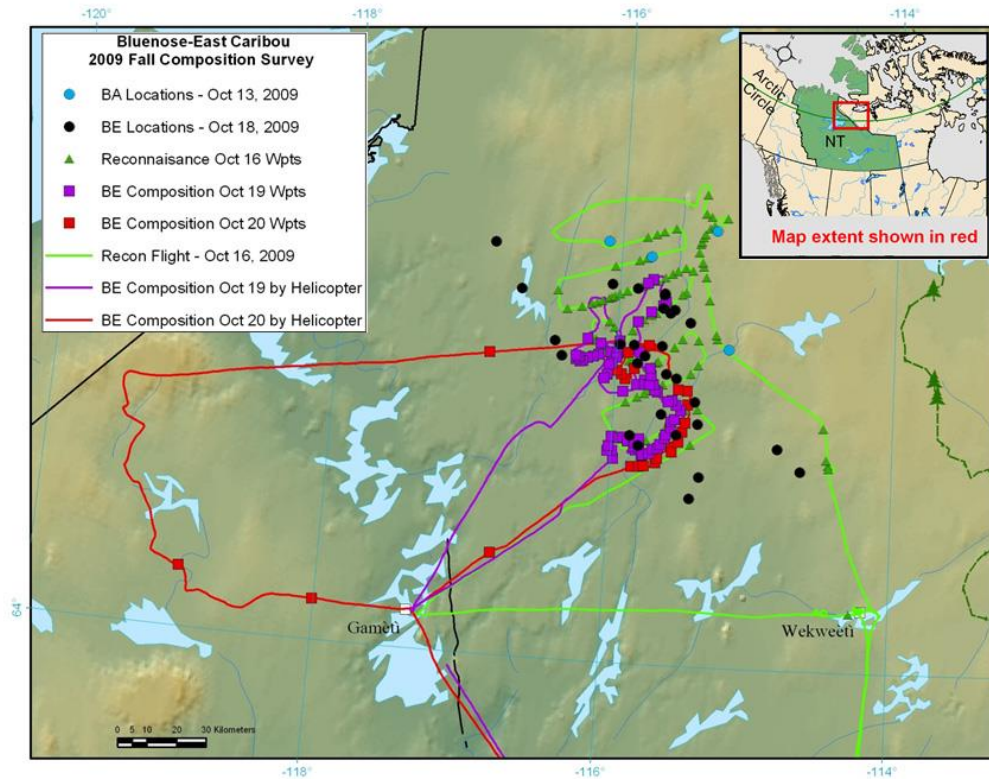 -120
-118
-116
-114
Bluenose-East Caribou
2009 Fall Composition Survey
BA Locations - Oct 13, 2009
BE Locations - Oct 18, 2009
Reconnaisance Oct 16 Wpts
BE Composition Oct 19 Wpts
BE Composition Oct 20 Wpts
Recon Flight - Oct 16, 2009
BE Composition Oct 19 by Helicopter
BE Composition Oct 20 by Helicopter
Arctic
Circle
NT
Map extent shown in red
64
64
Gamètì
Wekweètì
0 5 10 20 30 Kilometers
-118
-116
-114